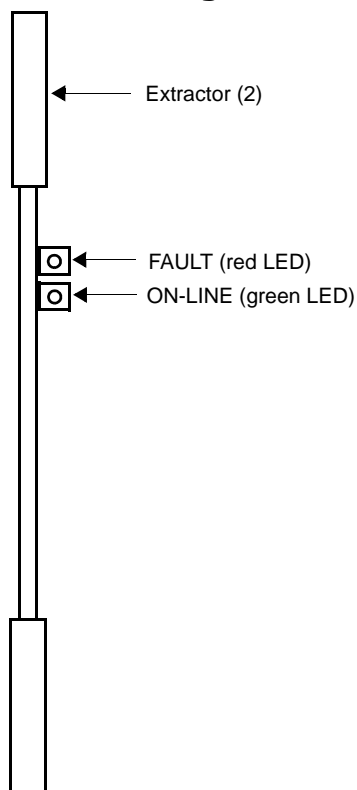 Extractor (2)
FAULT (red LED)
ON-LINE (green LED)